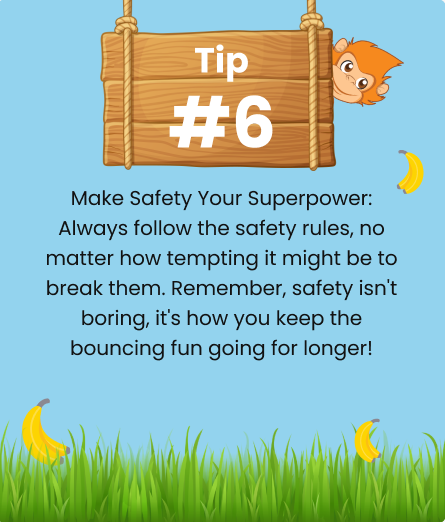 Tip
#6
Make Safety Your Superpower:
Always follow the safety rules, no
matter how tempting it might be to
break them. Remember, safety isn't
boring, it's how you keep the
bouncing fun going for longer!